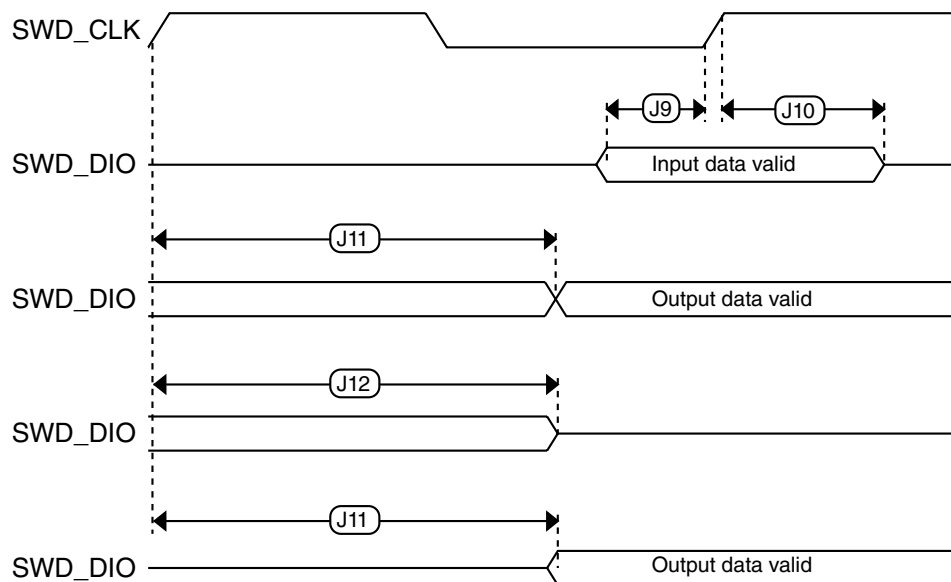 SWD_CLK
J9
J10
SWD_DIO
Input data valid
J11
SWD_DIO
Output data valid
J12
SWD_DIO
J11
SWD_DIO
Output data valid